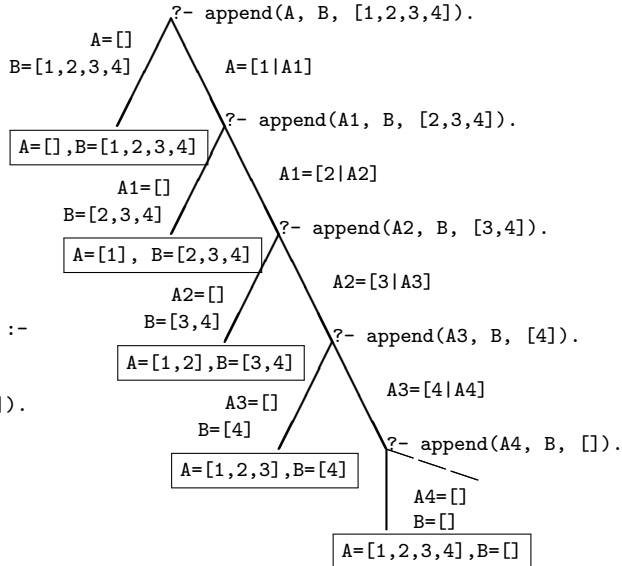 ?- append(A, B, [1,2,3,4]).
A=[]
B=[1,2,3,4]
A=[1|A1]
?- append(A1, B, [2,3,4]).
A=[],B=[1,2,3,4]
A1=[]
B=[2,3,4]
A1=[2|A2]
?- append(A2, B, [3,4]).
A=[1], B=[2,3,4]
A2=[]
B=[3,4]
A2=[3|A3]
:-
?- append(A3, B, [4]).
A=[1,2],B=[3,4]
A3=[]
B=[4]
A3=[4|A4]
).
?- append(A4, B, []).
A=[1,2,3],B=[4]
A4=[]
B=[]
A=[1,2,3,4],B=[]